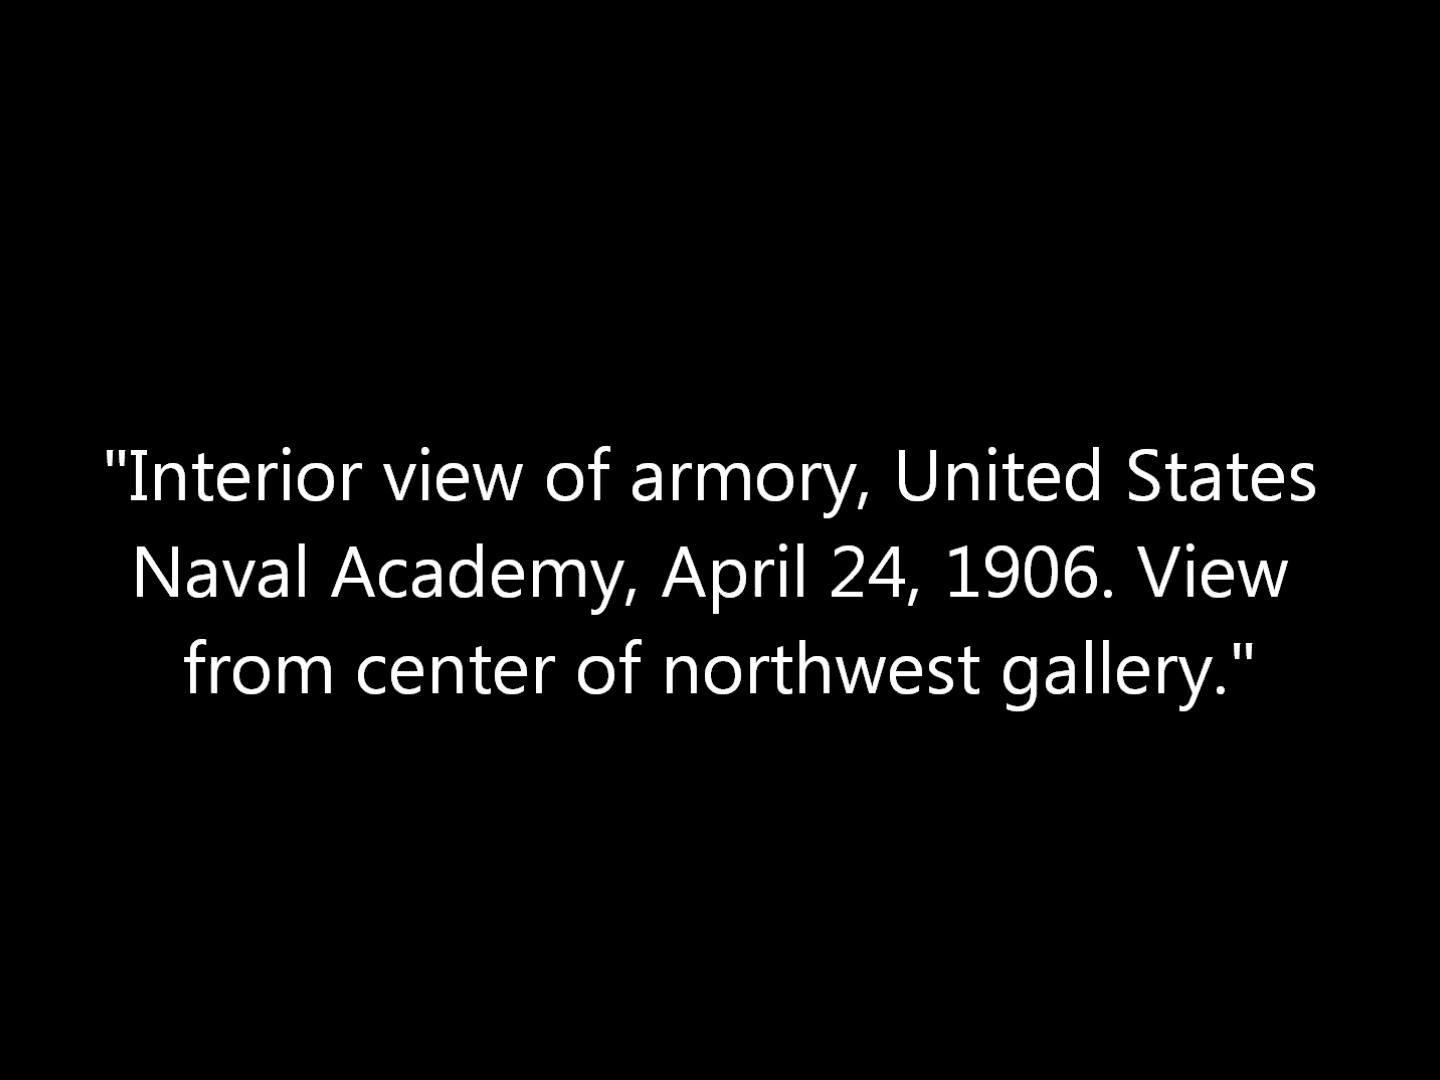 "Interior view of armory, United States
Naval Academy, April 24, 1906. View
from center of northwest gallery."